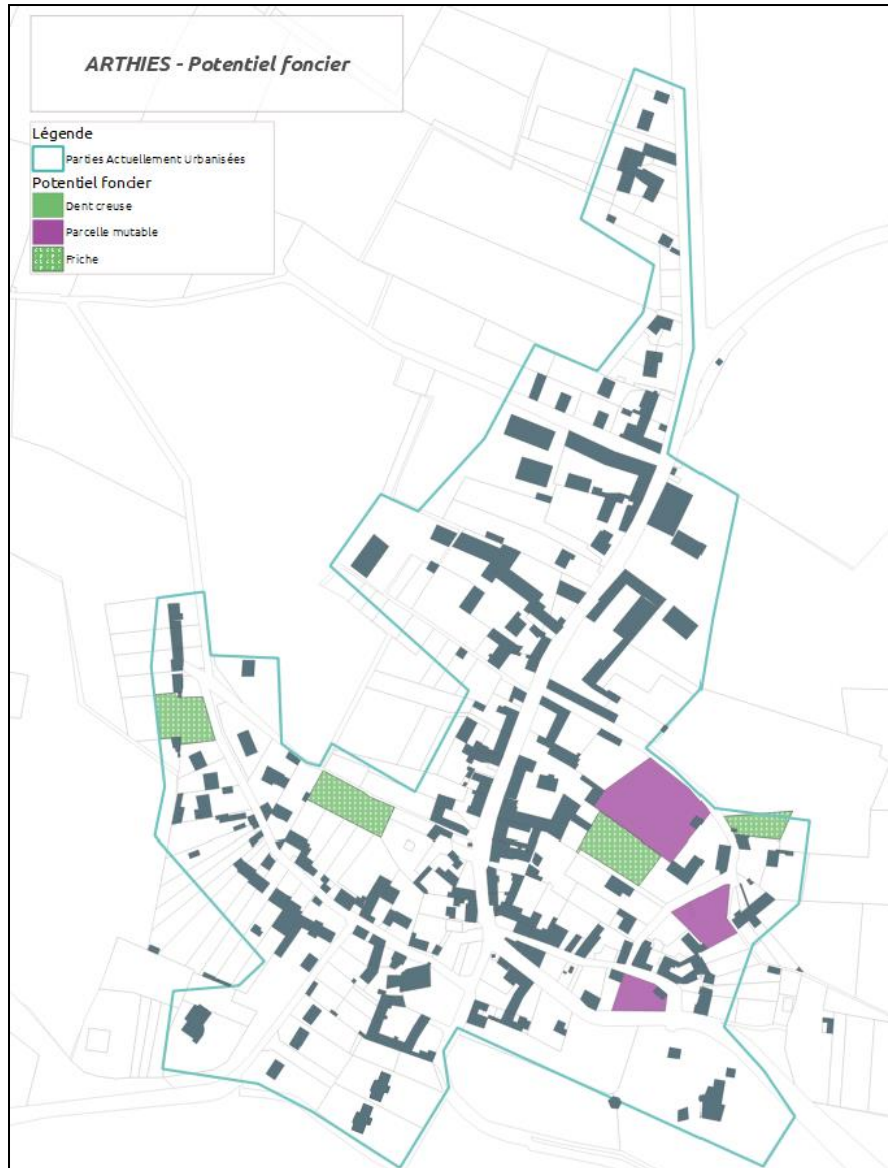 ARTHIES - Potentiel foncier
Légende
Parties Actuellement Urbanisées
Potentiel foncier
Dent creuse
Parcelle mutable
Friche